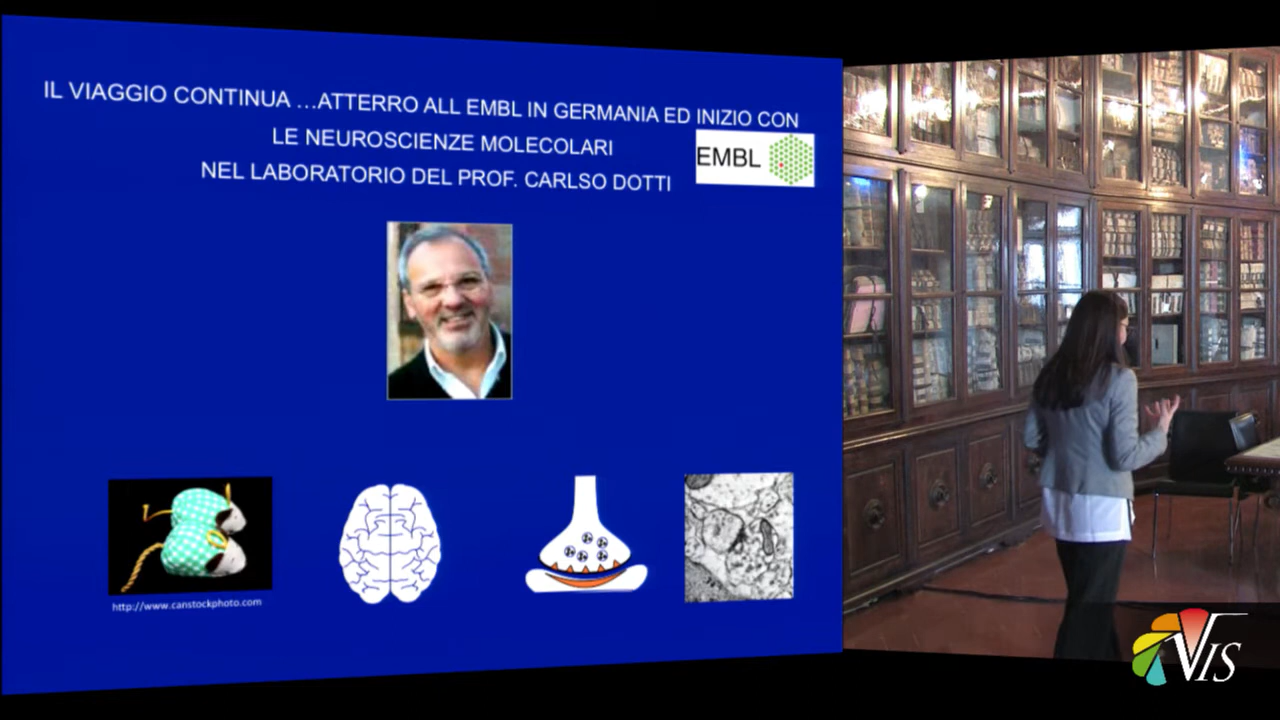 IL VIAGGIO CONTINUA ...ATTERRO ALL EMBL IN GERMANIA ED INIZIO CON
LE NEUROSCIENZE MOLECOLARI
NEL LABORATORIO DEL PROF. CARLSO DOTTI
EMBL
http://www.canstockphoto.com
VIS